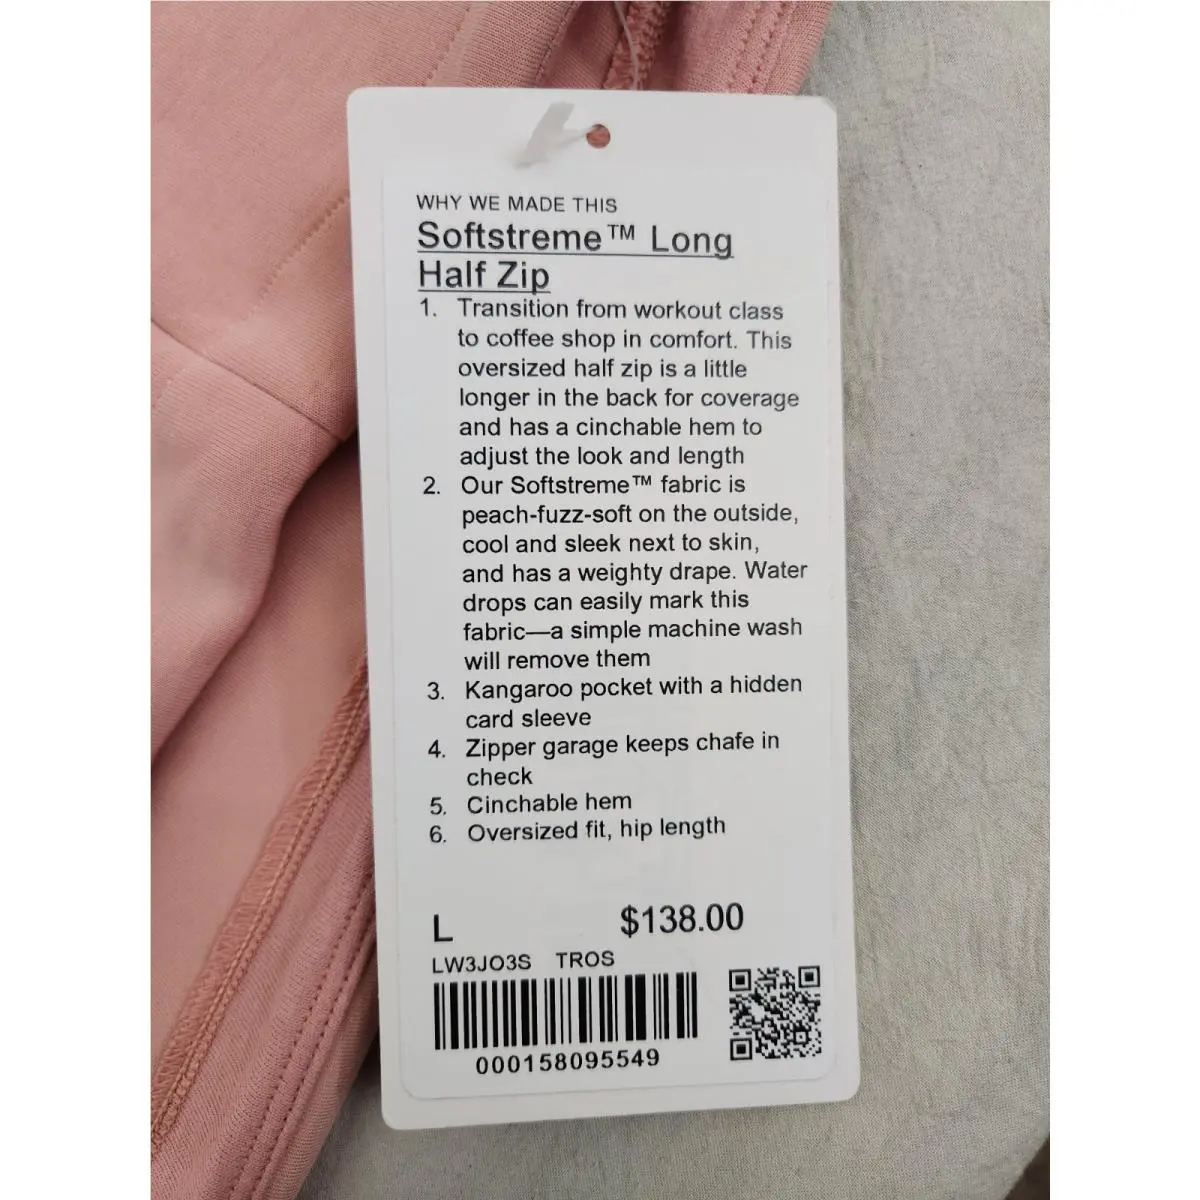 WHY WE MADE THIS
Softstreme™ Long
Half Zip
1. Transition from workout class
to coffee shop in comfort. This
oversized half zip is a little
longer in the back for coverage
and has a cinchable hem to
adjust the look and length
2. Our Softstreme™ fabric is
peach-fuzz-soft on the outside,
cool and sleek next to skin,
and has a weighty drape. Water
drops can easily mark this
fabric—a simple machine wash
will remove them
3. Kangaroo pocket with a hidden
card sleeve
4. Zipper garage keeps chafe in
check
5. Cinchable hem
6. Oversized fit, hip length
L $138.00
LW3JO3S TROS
000158095549